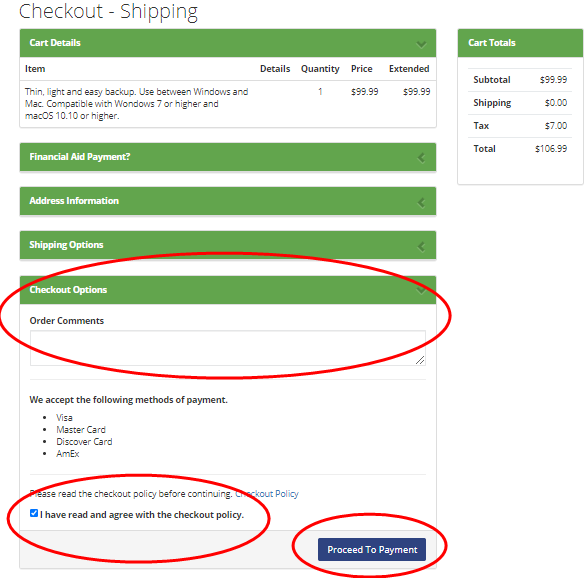 Checkout - Shipping
Cart Details
Item Details Quantity Price Extended
Thin, light and easy backup. Use between Windows and 1 $99.99 $99.99
Mac. Compatible with Wondows 7 or higher and
macOS 10.10 or higher.
Financial Aid Payment?
Address Information
Shipping Options
Checkout Options
Order Comments
We accept the following methods of payment.
Visa
Master Card
Discover Card
AmEx
Please read the checkout policy before continuing. Checkout Policy
I have read and agree with the checkout policy.
Proceed To Payment
Cart Totals
Subtotal $99.99
Shipping $0.00
Tax $7.00
Total $106.99